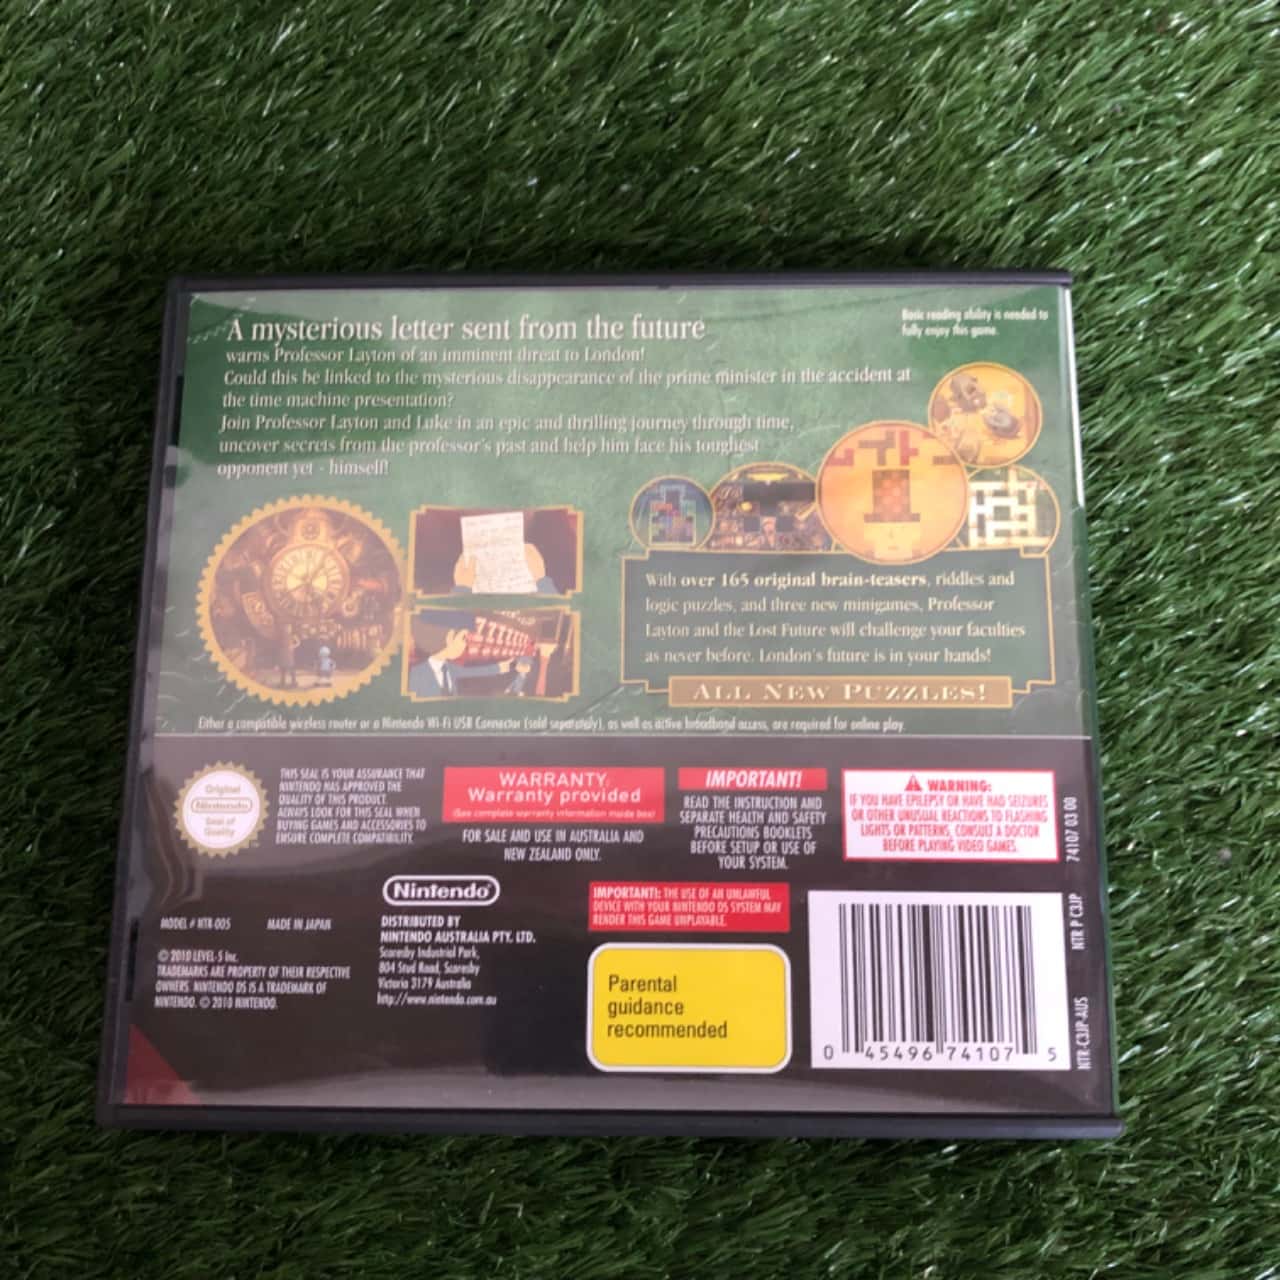 A mysterious letter sent from the future
warns Professor Layton of an imminent threat to London!
Could this be linked to the mysterious disappearance of the prime minister in the accident at
the time machine presentation?
Join Professor Layton and Luke in an epic and thrilling journey through time,
uncover secrets from the professor's past and help him face his toughest
opponent yet - himself!
Basic reading ability is needed to
fully enjoy this game.
7777777
With over 165 original brain-teasers, riddles and
logic puzzles, and three new minigames, Professor
Layton and the Lost Future will challenge your faculties
as never before. London's future is in your hands!
ALL NEW PUZZLES!
Either a compatible wireless router or a Nintendo Wi-Fi USB Connector (sold separately), as well as active broadband access, are required for online play.
Original
Nintendo
Seal of
Quality
THIS SEAL IS YOUR ASSURANCE THAT
NINTENDO HAS APPROVED THE
QUALITY OF THIS PRODUCT.
ALWAYS LOOK FOR THIS SEAL WHEN
BUYING GAMES AND ACCESSORIES TO
ENSURE COMPLETE COMPATIBILITY.
WARRANTY:
Warranty provided
(See complete warranty information inside box)
FOR SALE AND USE IN AUSTRALIA AND
NEW ZEALAND ONLY.
IMPORTANT!
READ THE INSTRUCTION AND
SEPARATE HEALTH AND SAFETY
PRECAUTIONS BOOKLETS
BEFORE SETUP OR USE OF
YOUR SYSTEM.
WARNING:
IF YOU HAVE EPILEPSY OR HAVE HAD SEIZURES
OR OTHER UNUSUAL REACTIONS TO FLASHING
LIGHTS OR PATTERNS, CONSULT A DOCTOR
BEFORE PLAYING VIDEO GAMES.
74107 03 00
MODEL # NTR-005
MADE IN JAPAN
© 2010 LEVEL-5 Inc.
TRADEMARKS ARE PROPERTY OF THEIR RESPECTIVE
OWNERS. NINTENDO DS IS A TRADEMARK OF
NINTENDO. © 2010 NINTENDO.
Nintendo
DISTRIBUTED BY
NINTENDO AUSTRALIA PTY. LTD.
Scoresby Industrial Park,
804 Stud Road, Scoresby
Victoria 3179 Australia
http://www.nintendo.com.au
IMPORTANT!: THE USE OF AN UNLAWFUL
DEVICE WITH YOUR NINTENDO DS SYSTEM MAY
RENDER THIS GAME UNPLAYABLE.
Parental
guidance
recommended
0 45496 74107 5
NTR P C3JP
NTR-C3JP-AUS